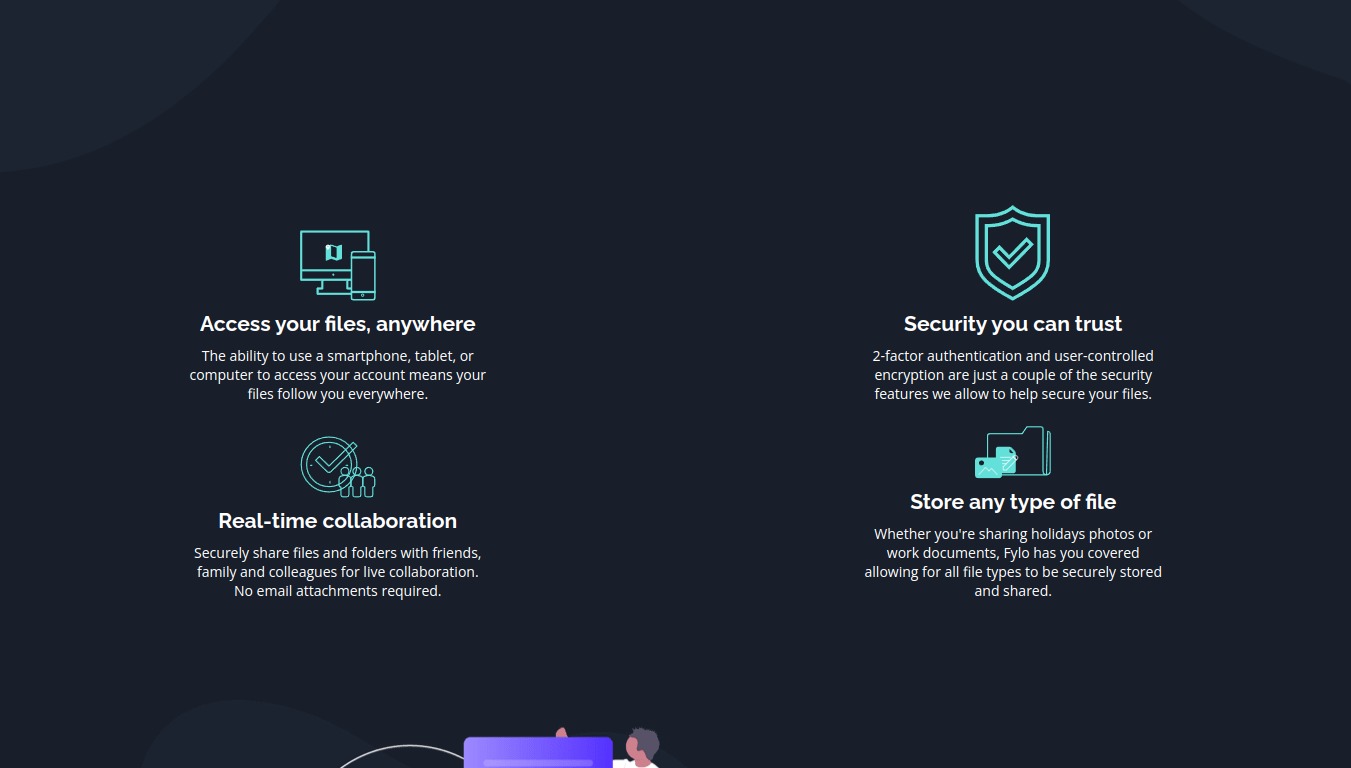 Access your files, anywhere
The ability to use a smartphone, tablet, or
computer to access your account means your
files follow you everywhere.
Security you can trust
2-factor authentication and user-controlled
encryption are just a couple of the security
features we allow to help secure your files.
Real-time collaboration
Securely share files and folders with friends,
family and colleagues for live collaboration.
No email attachments required.
Store any type of file
Whether you're sharing holidays photos or
work documents, Fylo has you covered
allowing for all file types to be securely stored
and shared.